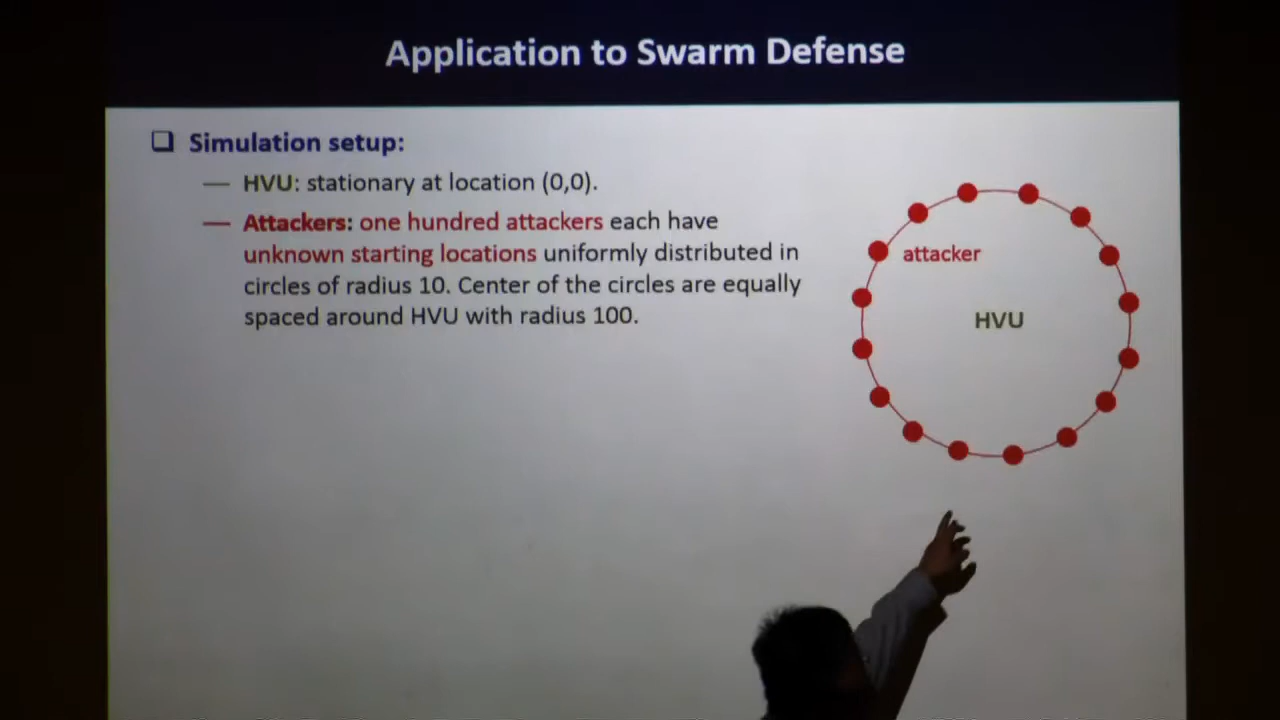 Application to Swarm Defense
Simulation setup:
— HVU: stationary at location (0,0).
— Attackers: one hundred attackers each have
unknown starting locations uniformly distributed in
circles of radius 10. Center of the circles are equally
spaced around HVU with radius 100.
attacker
HVU